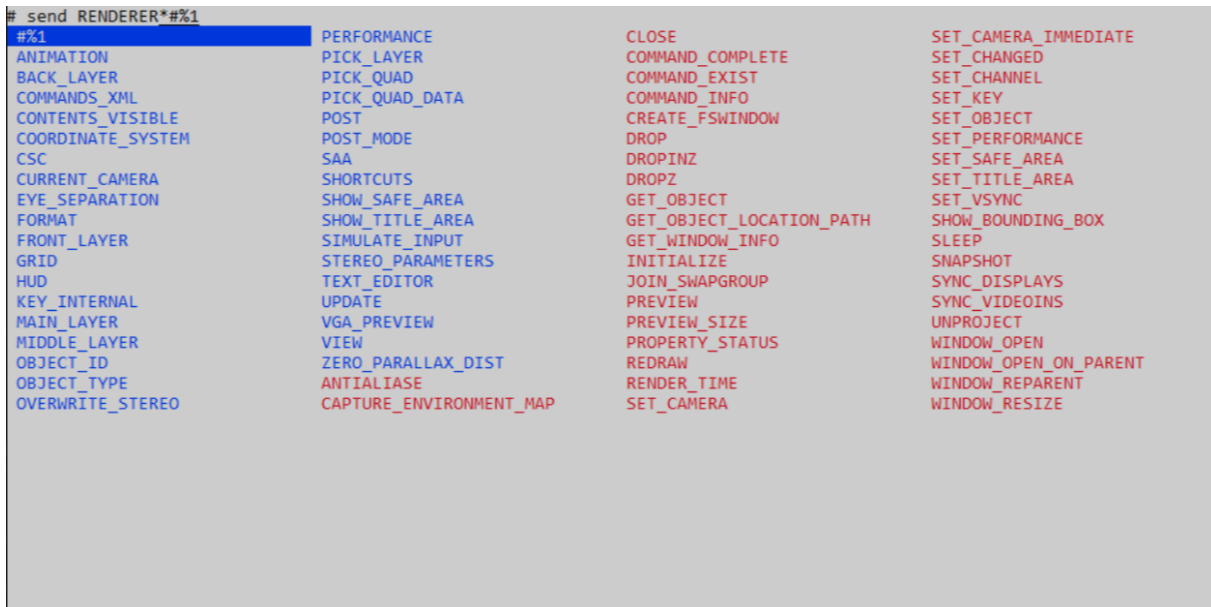 # send RENDERER*#%1
#%1 PERFORMANCE CLOSE SET_CAMERA_IMMEDIATE
ANIMATION PICK_LAYER COMMAND_COMPLETE SET_CHANGED
BACK_LAYER PICK_QUAD COMMAND_EXIST SET_CHANNEL
COMMANDS_XML PICK_QUAD_DATA COMMAND_INFO SET_KEY
CONTENTS_VISIBLE POST CREATE_FSWINDOW SET_OBJECT
COORDINATE_SYSTEM POST_MODE DROP SET_PERFORMANCE
CSC SAA DROPINZ SET_SAFE_AREA
CURRENT_CAMERA SHORTCUTS DROPZ SET_TITLE_AREA
EYE_SEPARATION SHOW_SAFE_AREA GET_OBJECT SET_VSYNC
FORMAT SHOW_TITLE_AREA GET_OBJECT_LOCATION_PATH SHOW_BOUNDING_BOX
FRONT_LAYER SIMULATE_INPUT GET_WINDOW_INFO SLEEP
GRID STEREO_PARAMETERS INITIALIZE SNAPSHOT
HUD TEXT_EDITOR JOIN_SWAPGROUP SYNC_DISPLAYS
KEY_INTERNAL UPDATE PREVIEW SYNC_VIDEOINS
MAIN_LAYER VGA_PREVIEW PREVIEW_SIZE UNPROJECT
MIDDLE_LAYER VIEW PROPERTY_STATUS WINDOW_OPEN
OBJECT_ID ZERO_PARALLAX_DIST REDRAW WINDOW_OPEN_ON_PARENT
OBJECT_TYPE ANTIALIASE RENDER_TIME WINDOW_REPARENT
OVERWRITE_STEREO CAPTURE_ENVIRONMENT_MAP SET_CAMERA WINDOW_RESIZE